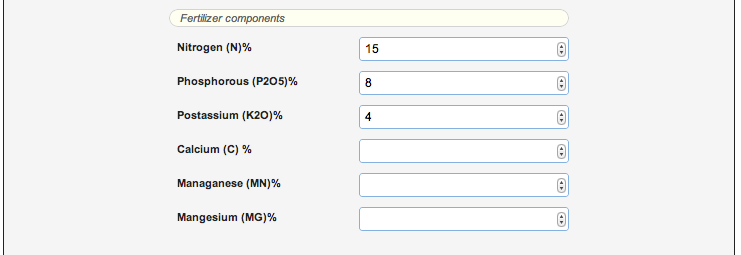 Fertilizer components
Nitrogen (N)% 15
Phosphorous (P2O5)% 8
Postassium (K2O)% 4
Calcium (C) %
Managanese (MN)%
Mangesium (MG)%